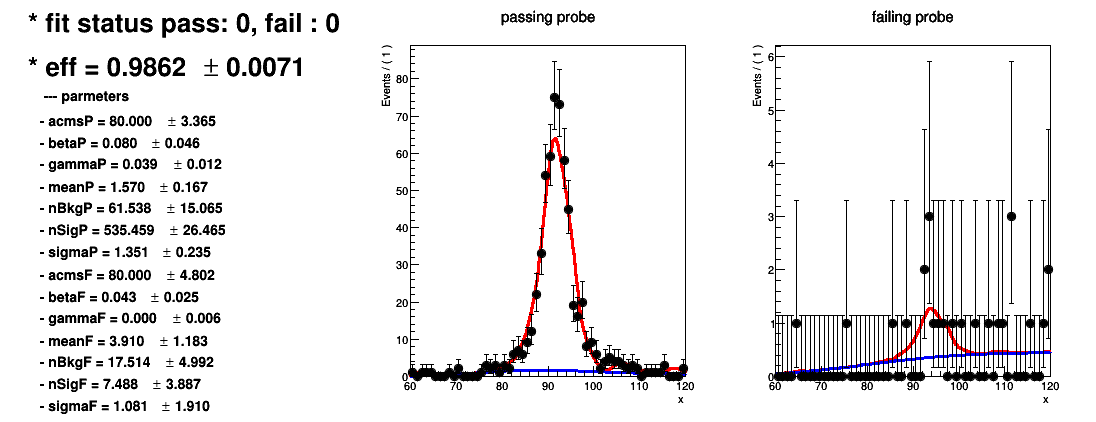 * fit status pass: 0, fail : 0
* eff = 0.9862 ± 0.0071
--- parmeters
- acmsP = 80.000 ± 3.365
- betaP = 0.080 ± 0.046
- gammaP = 0.039 ± 0.012
- meanP = 1.570 ± 0.167
- nBkgP = 61.538 ± 15.065
- nSigP = 535.459 ± 26.465
- sigmaP = 1.351 ± 0.235
- acmsF = 80.000 ± 4.802
- betaF = 0.043 ± 0.025
- gammaF = 0.000 ± 0.006
- meanF = 3.910 ± 1.183
- nBkgF = 17.514 ± 4.992
- nSigF = 7.488 ± 3.887
- sigmaF = 1.081 ± 1.910
passing probe
Events / ( 1 )
80
70
60
50
40
30
20
10
0
60 70 80 90 100 110 120
x
failing probe
Events / ( 1 )
6
5
4
3
2
1
0
60 70 80 90 100 110 120
x